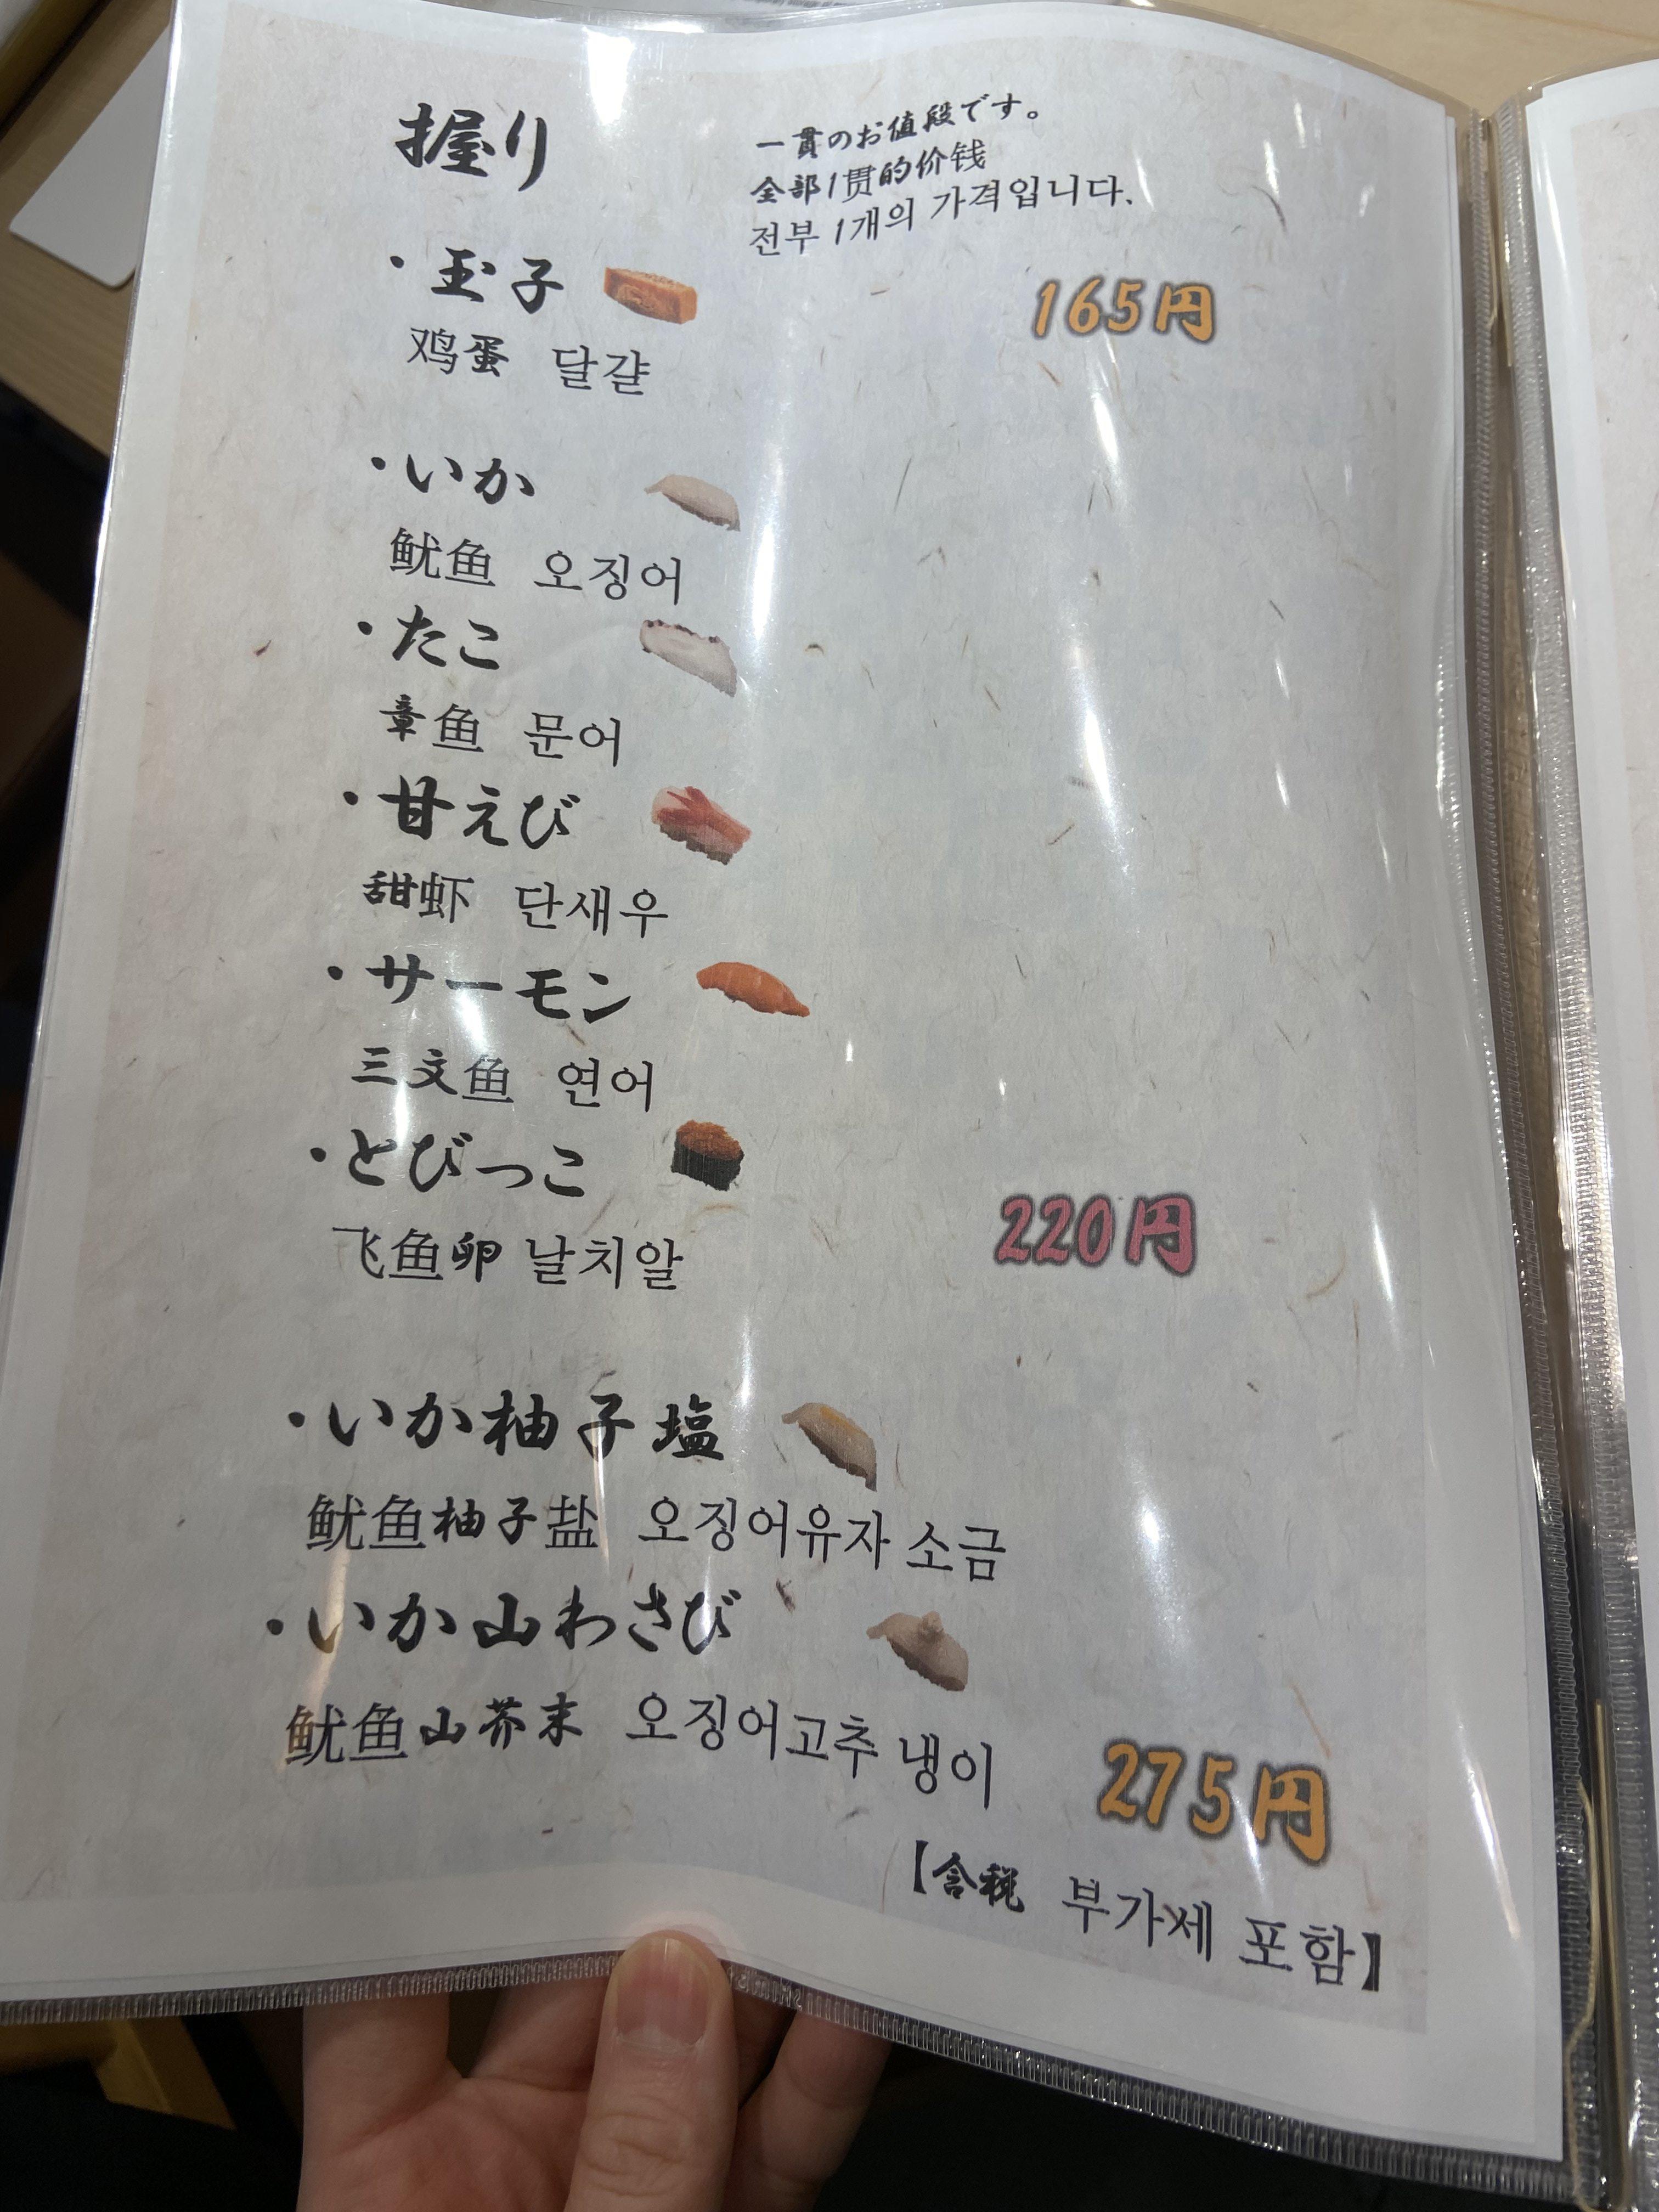 握り
一貫のお値段です。
全部1贯的价钱
전부 1개의 가격입니다.
・玉子 165円
鸡蛋 달걀
・いか
鱿鱼 오징어
・たこ
章鱼 문어
・甘えび
甜虾 단새우
・サーモン
三文鱼 연어
・とびっこ
飞鱼卵 날치알 220円
・いか柚子塩
鱿鱼柚子盐 오징어유자 소금
・いか山わさび
鱿鱼山芥末 오징어고추 냉이 275円
【含税 부가세 포함】